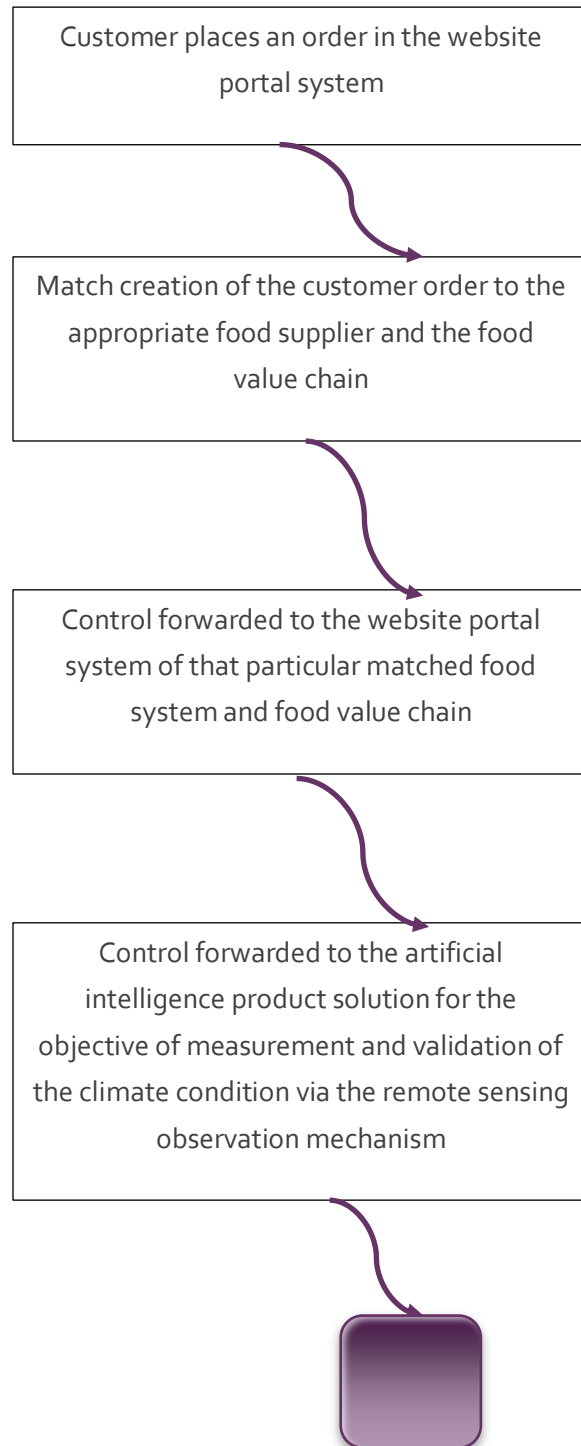 Customer places an order in the website
portal system
Match creation of the customer order to the
appropriate food supplier and the food
value chain
Control forwarded to the website portal
system of that particular matched food
system and food value chain
Control forwarded to the artificial
intelligence product solution for the
objective of measurement and validation of
the climate condition via the remote sensing
observation mechanism